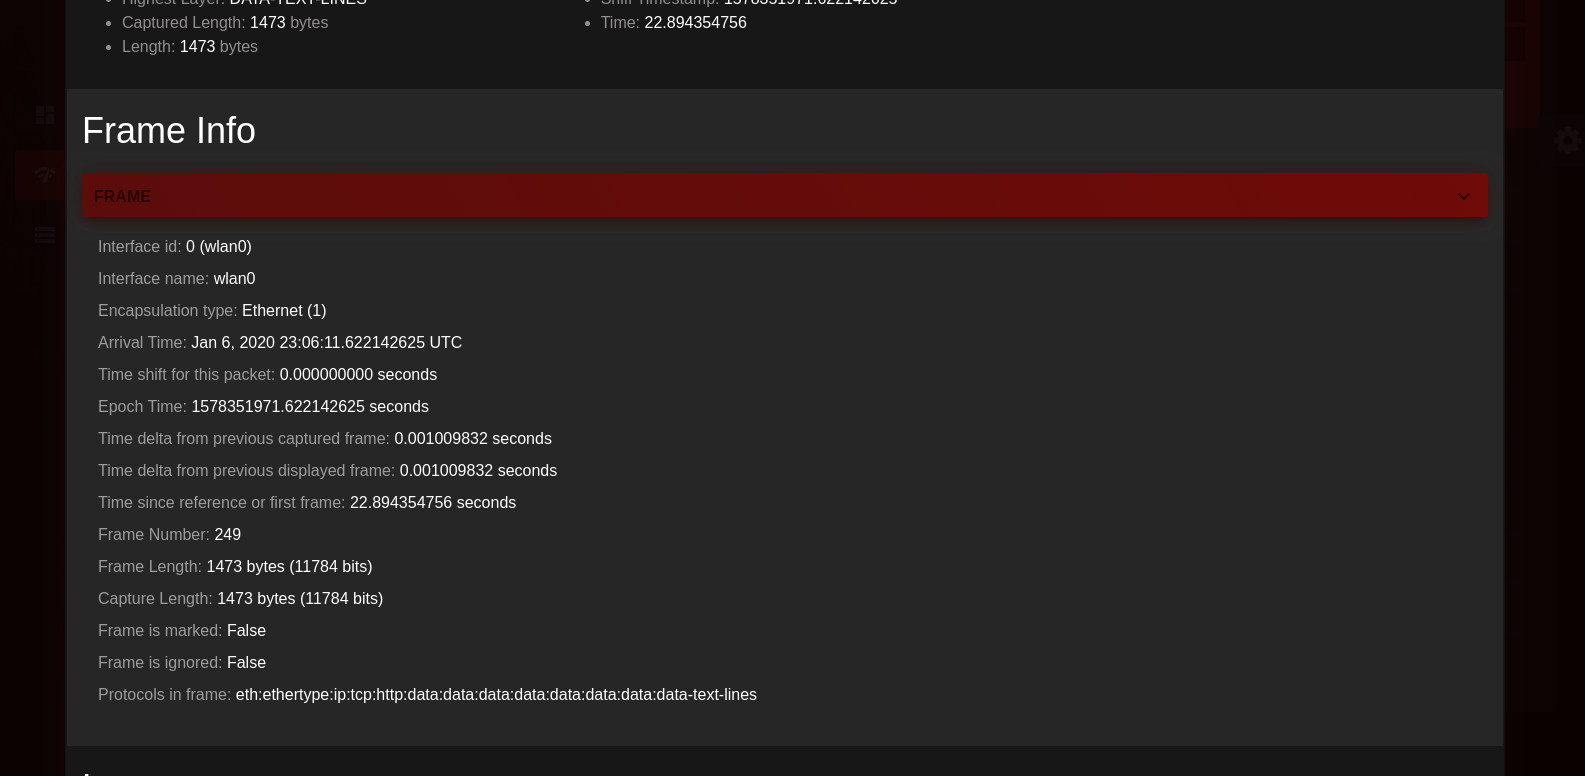 Highest Layer: DATA-TEXT-LINES
Captured Length: 1473 bytes
Length: 1473 bytes
Sniff Timestamp: 1578351971.622142625
Time: 22.894354756
Frame Info
FRAME
Interface id: 0 (wlan0)
Interface name: wlan0
Encapsulation type: Ethernet (1)
Arrival Time: Jan 6, 2020 23:06:11.622142625 UTC
Time shift for this packet: 0.000000000 seconds
Epoch Time: 1578351971.622142625 seconds
Time delta from previous captured frame: 0.001009832 seconds
Time delta from previous displayed frame: 0.001009832 seconds
Time since reference or first frame: 22.894354756 seconds
Frame Number: 249
Frame Length: 1473 bytes (11784 bits)
Capture Length: 1473 bytes (11784 bits)
Frame is marked: False
Frame is ignored: False
Protocols in frame: eth:ethertype:ip:tcp:http:data:data:data:data:data:data:data:data-text-lines